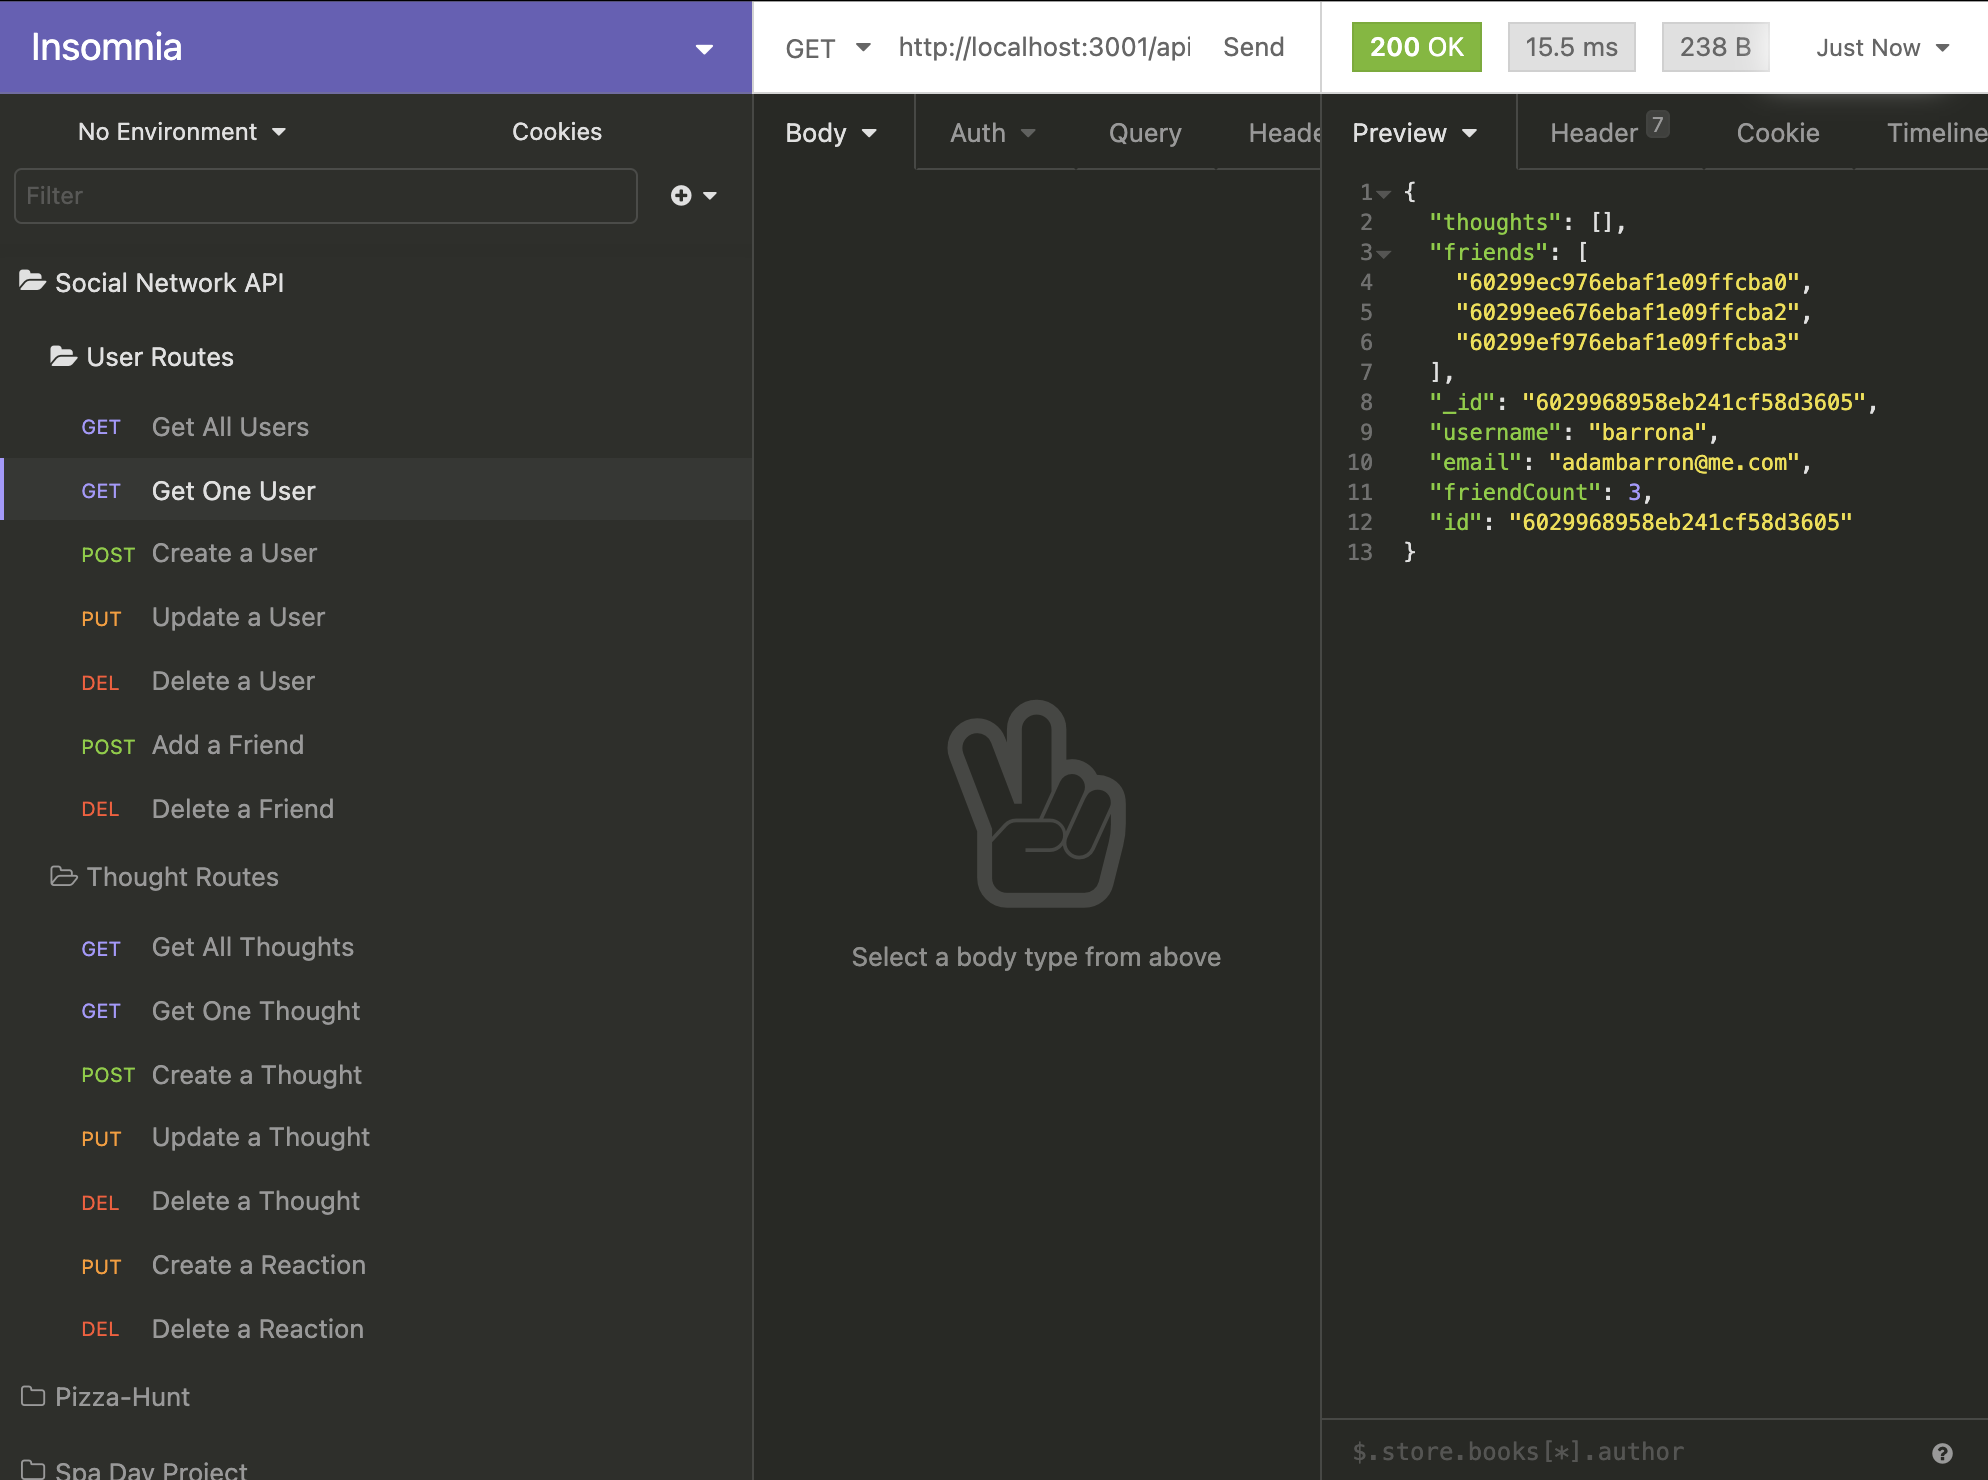 Insomnia
GET http://localhost:3001/api Send
200 OK 15.5 ms 238 B Just Now
No Environment Cookies
Filter
Social Network API
User Routes
GET Get All Users
GET Get One User
POST Create a User
PUT Update a User
DEL Delete a User
POST Add a Friend
DEL Delete a Friend
Thought Routes
GET Get All Thoughts
GET Get One Thought
POST Create a Thought
PUT Update a Thought
DEL Delete a Thought
PUT Create a Reaction
DEL Delete a Reaction
Pizza-Hunt
Spa Day Project
Body Auth Query Heade
Select a body type from above
Preview Header 7 Cookie Timeline
1 {
2 "thoughts": [],
3 "friends": [
4 "60299ec976ebaf1e09ffcba0",
5 "60299ee676ebaf1e09ffcba2",
6 "60299ef976ebaf1e09ffcba3"
7 ],
8 "_id": "6029968958eb241cf58d3605",
9 "username": "barrona",
10 "email": "adambarron@me.com",
11 "friendCount": 3,
12 "id": "6029968958eb241cf58d3605"
13 }
$.store.books[*].author